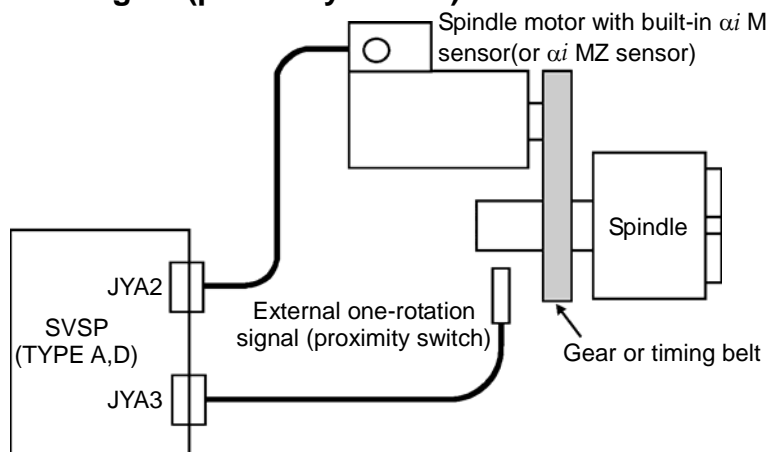 Spindle motor with built-in αi M
sensor(or αi MZ sensor)
Spindle
JYA2
External one-rotation
signal (proximity switch)
SVSP
(TYPE A,D)
Gear or timing belt
JYA3